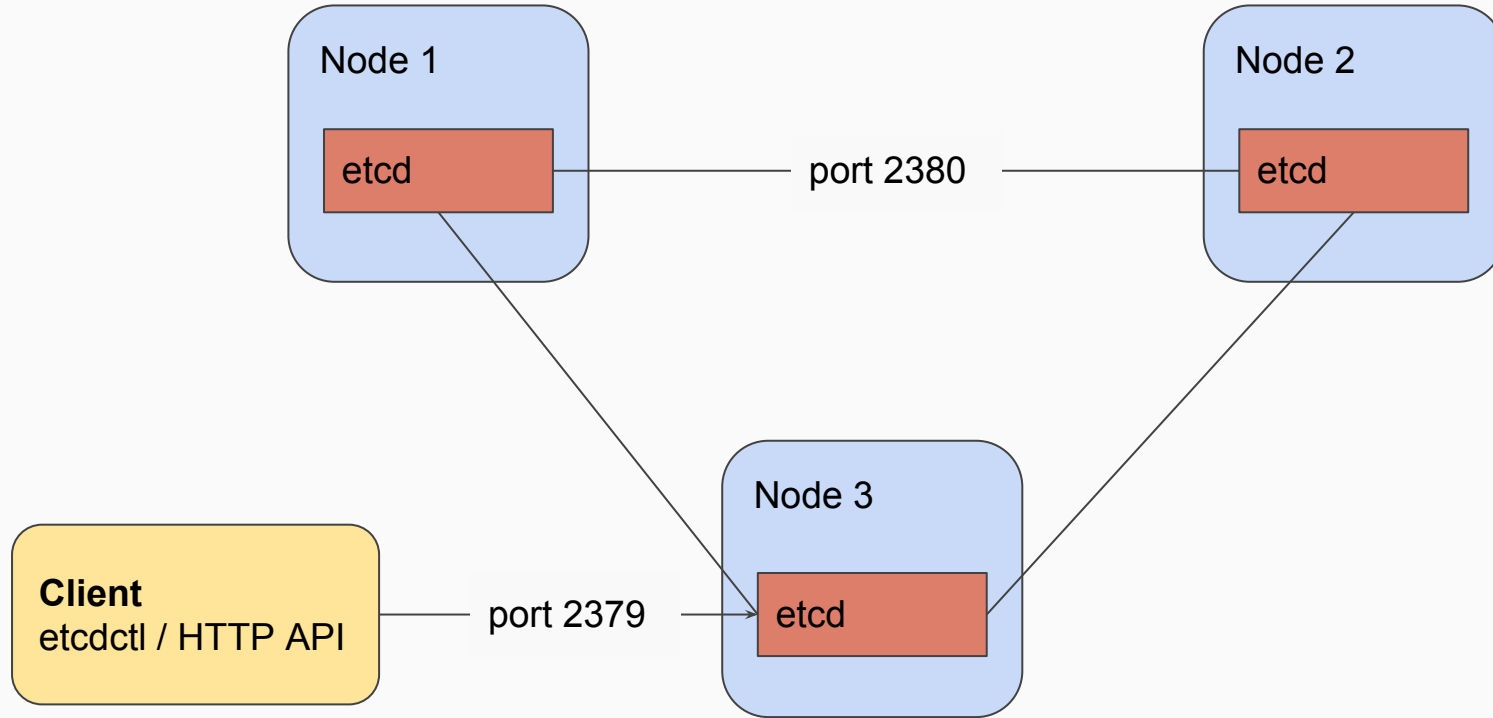 Node 1
Node 2
etcd
port 2380
etcd
Node 3
Client
etcdctl / HTTP API
port 2379
etcd